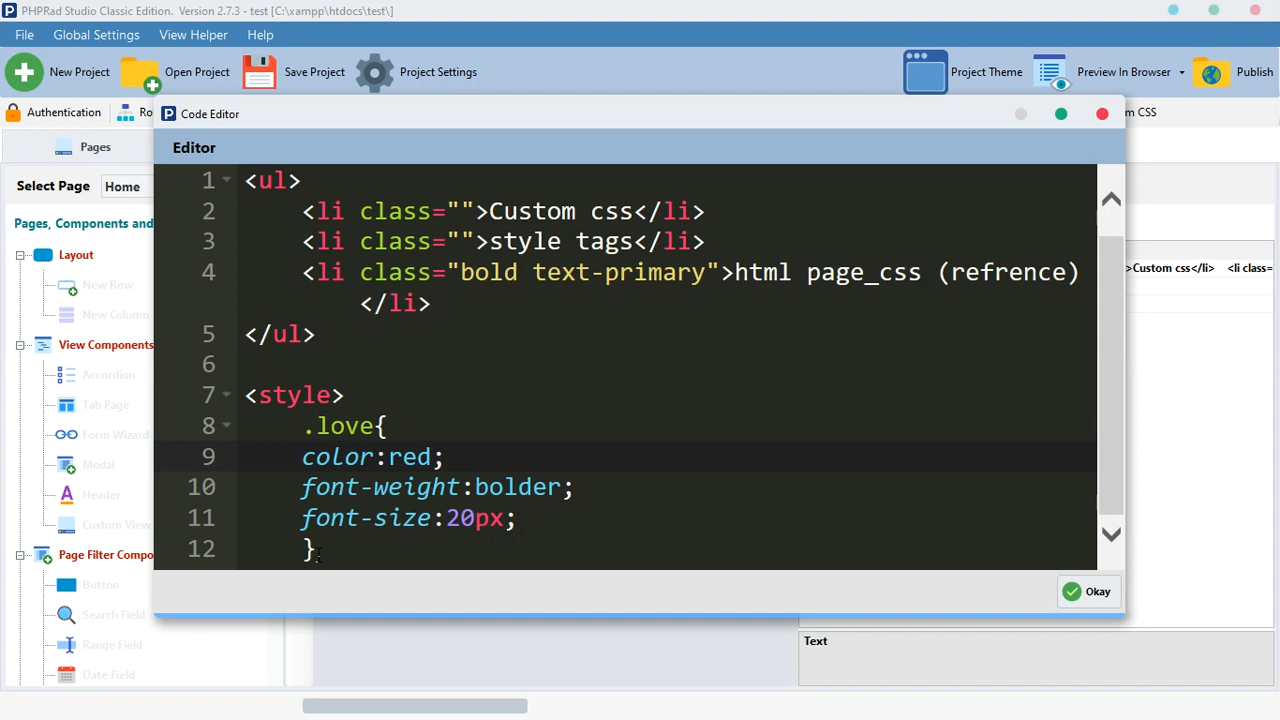 PHPRad Studio Classic Edition. Version 2.7.3 - test [C:\xampp\htdocs\test\]
File Global Settings View Helper Help
New Project Open Project Save Project Project Settings Project Theme Preview In Browser Publish
Authentication Ro m CSS
Code Editor
Pages
Editor
Select Page Home
Pages, Components and
Layout
New Row
New Column
View Components
Accordion
Tab Page
Form Wizard
Modal
Header
Custom View
Page Filter Compo
Button
Search Field
Range Field
Date Field
1 <ul>
2 <li class="">Custom css</li>
3 <li class="">style tags</li>
4 <li class="bold text-primary">html page_css (refrence)
</li>
5 </ul>
6
7 <style>
8 .love{
9 color:red;
10 font-weight:bolder;
11 font-size:20px;
12 }
>Custom css</li> <li class=
Okay
Text